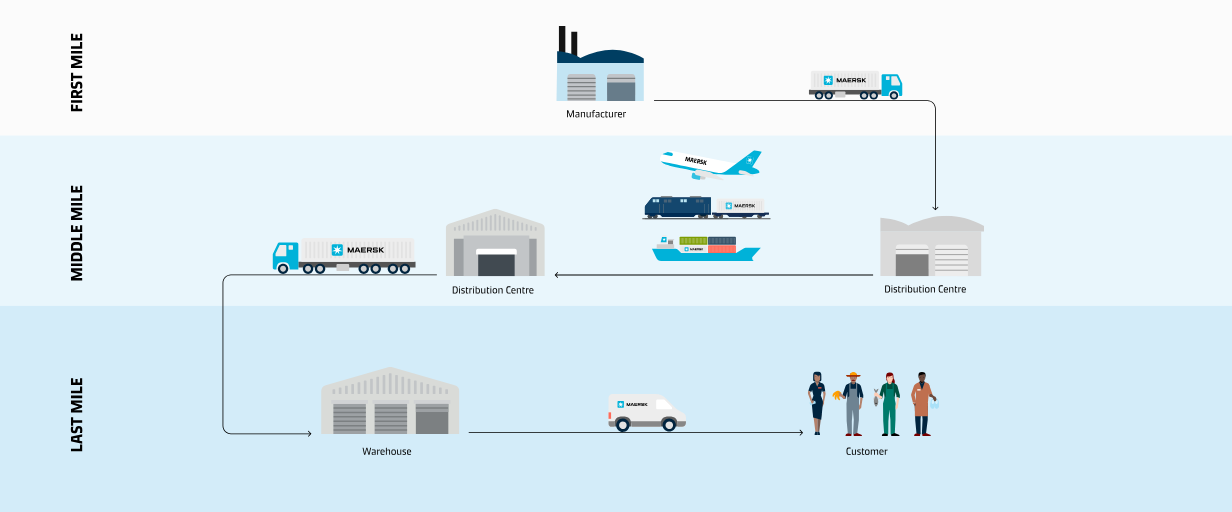 FIRST MILE
Manufacturer
MAERSK
MIDDLE MILE
MAERSK
MAERSK
MAERSK
MAERSK
Distribution Centre
Distribution Centre
LAST MILE
MAERSK
Warehouse
Customer